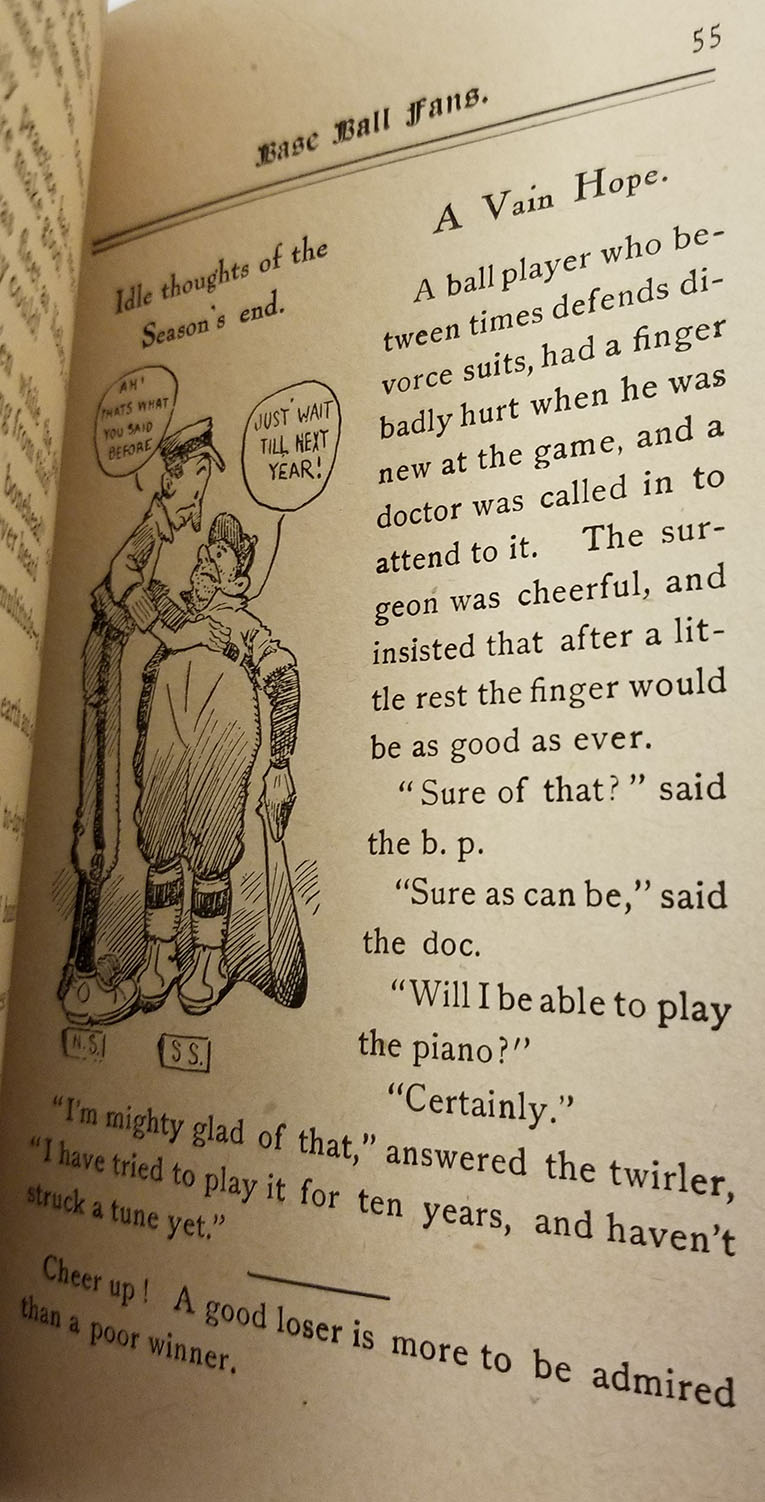 55
Base Ball Fans.
Idle thoughts of the
Season's end.
AH!
THATS WHAT
YOU SAID
BEFORE
JUST WAIT
TILL NEXT
YEAR!
N.S.
S S.
A Vain Hope.
A ball player who be-
tween times defends di-
vorce suits, had a finger
badly hurt when he was
new at the game, and a
doctor was called in to
attend to it. The sur-
geon was cheerful, and
insisted that after a lit-
tle rest the finger would
be as good as ever.
"Sure of that?" said
the b. p.
"Sure as can be," said
the doc.
"Will I be able to play
the piano?"
"Certainly."
"I'm mighty glad of that," answered the twirler,
"I have tried to play it for ten years, and haven't
struck a tune yet."
Cheer up! A good loser is more to be admired
than a poor winner.